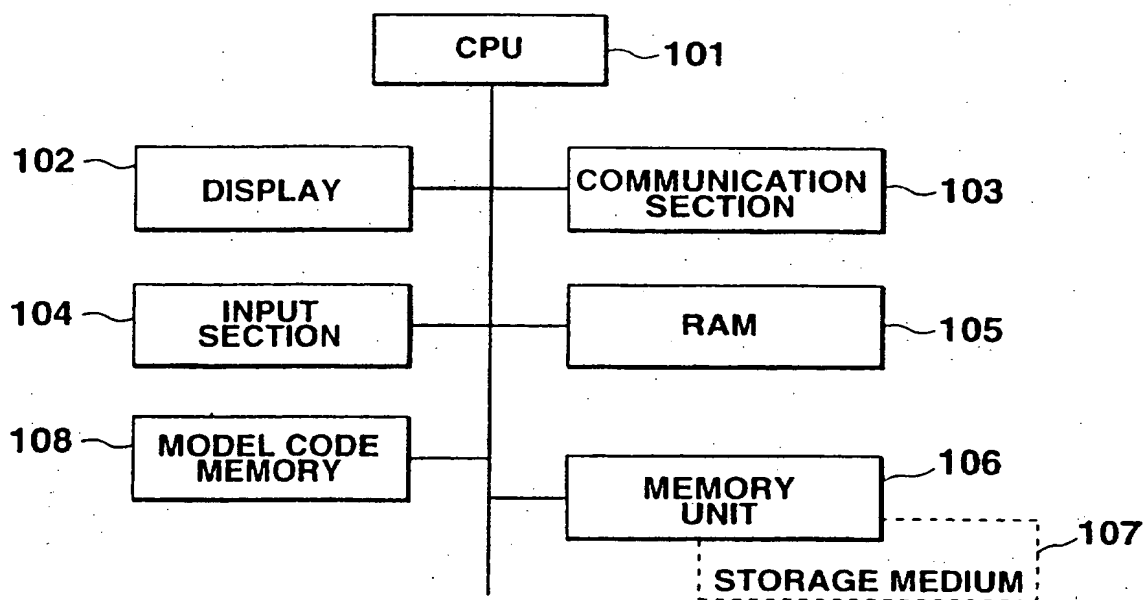 CPU
101
102
DISPLAY
COMMUNICATION
SECTION
103
104
INPUT
SECTION
RAM
105
108
MODEL CODE
MEMORY
MEMORY
UNIT
106
107
STORAGE MEDIUM